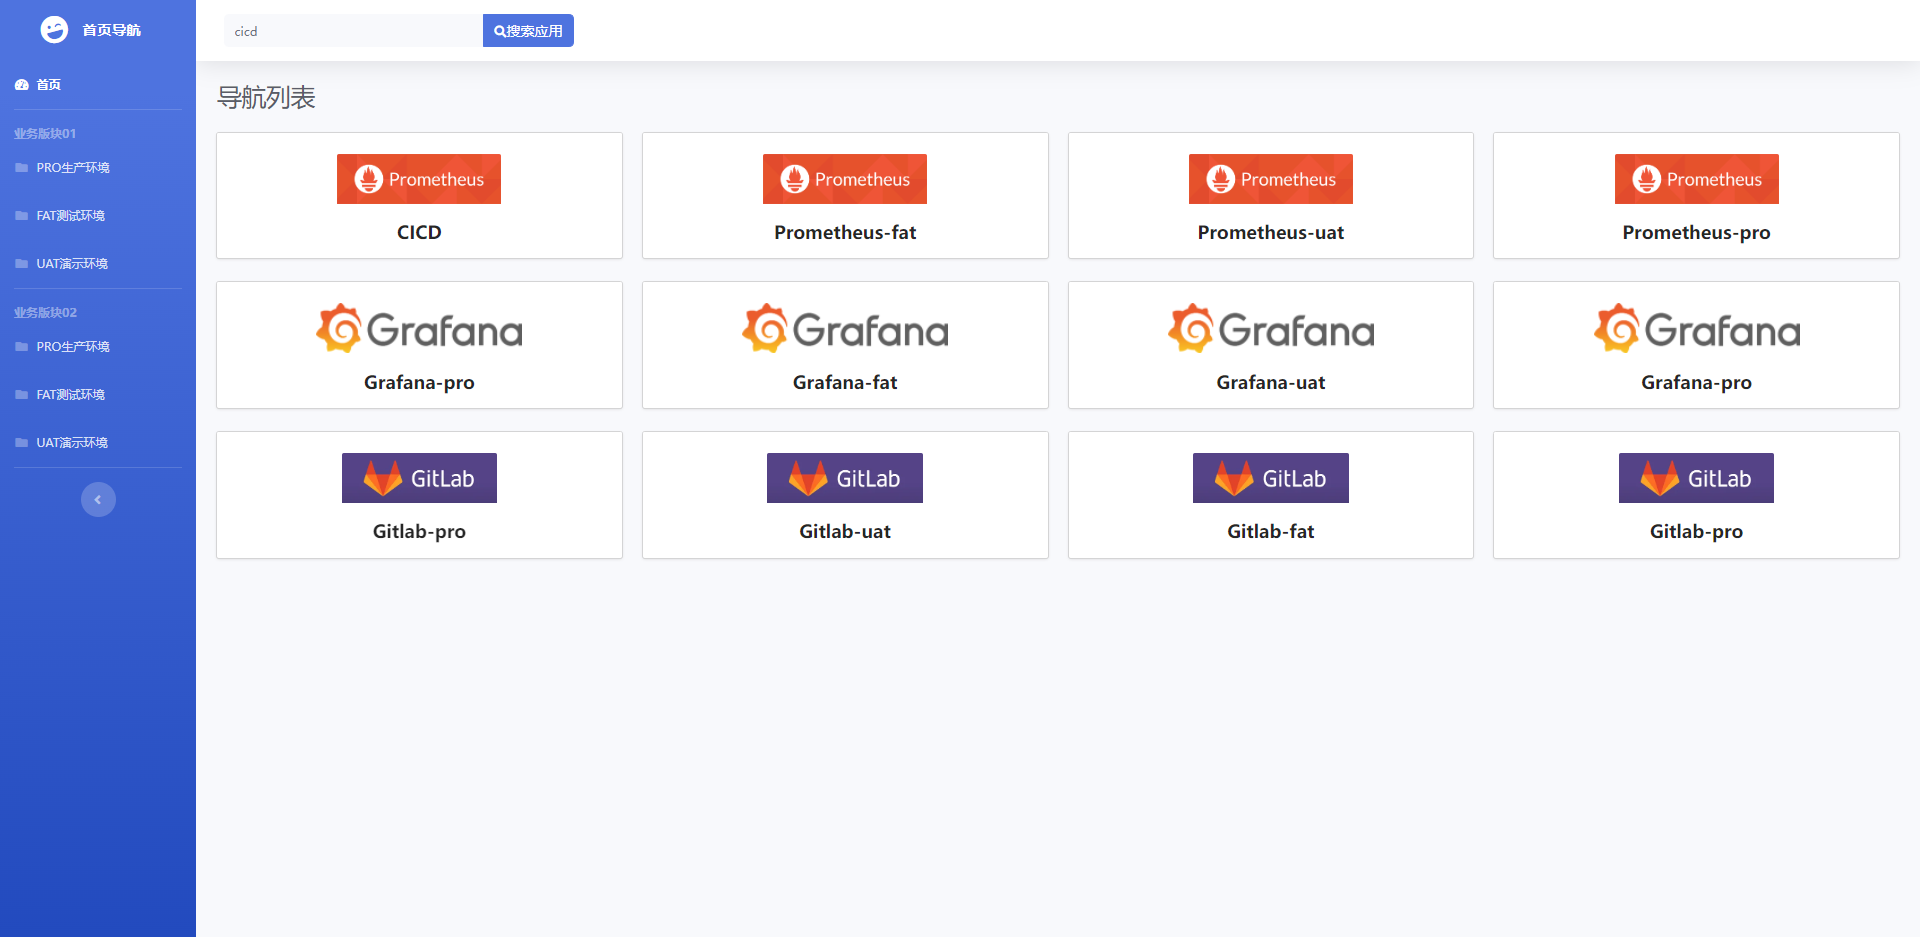 首页导航
首页
业务版块01
PRO生产环境
FAT测试环境
UAT演示环境
业务版块02
PRO生产环境
FAT测试环境
UAT演示环境
cicd
搜索应用
导航列表
Prometheus
CICD
Prometheus
Prometheus-fat
Prometheus
Prometheus-uat
Prometheus
Prometheus-pro
Grafana
Grafana-pro
Grafana
Grafana-fat
Grafana
Grafana-uat
Grafana
Grafana-pro
GitLab
Gitlab-pro
GitLab
Gitlab-uat
GitLab
Gitlab-fat
GitLab
Gitlab-pro